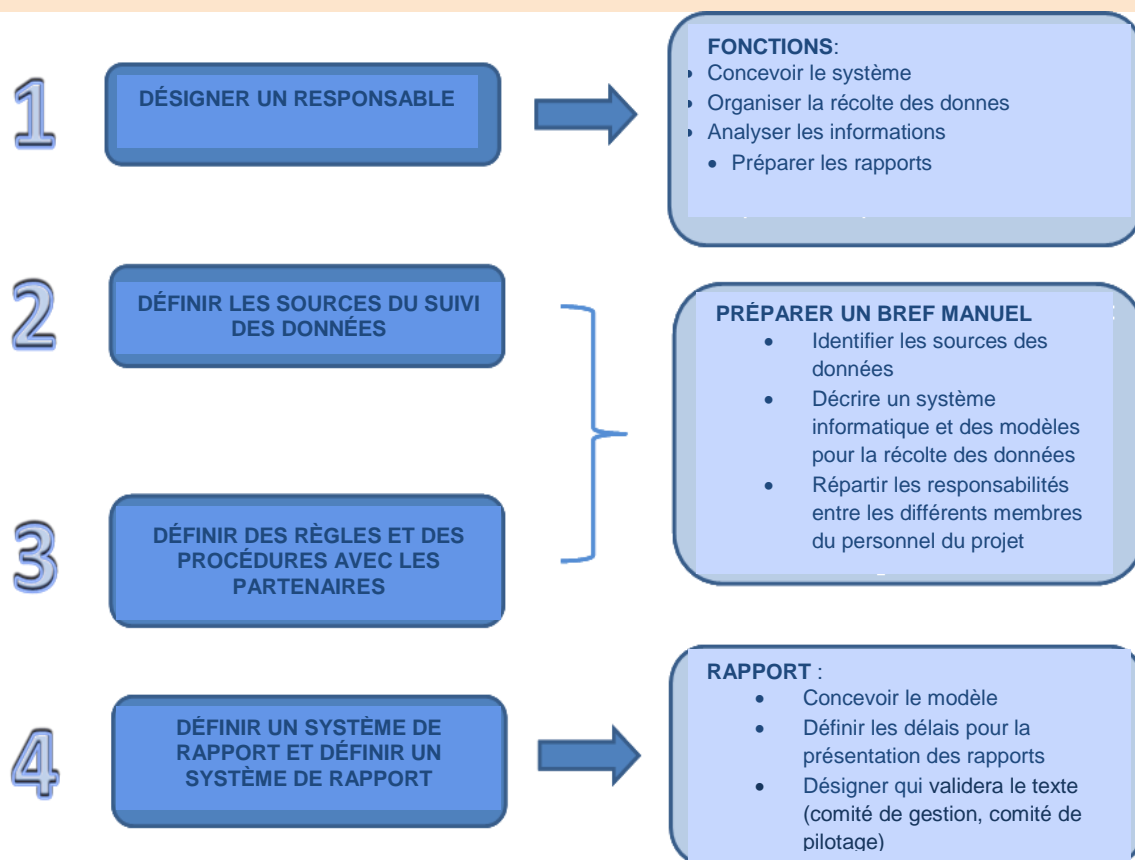 1
DÉSIGNER UN RESPONSABLE
FONCTIONS:
• Concevoir le système
• Organiser la récolte des donnes
• Analyser les informations
• Préparer les rapports
2
DÉFINIR LES SOURCES DU SUIVI
DES DONNÉES
PRÉPARER UN BREF MANUEL
• Identifier les sources des
données
• Décrire un système
informatique et des modèles
pour la récolte des données
• Répartir les responsabilités
entre les différents membres
du personnel du projet
3
DÉFINIR DES RÈGLES ET DES
PROCÉDURES AVEC LES
PARTENAIRES
4
DÉFINIR UN SYSTÈME DE
RAPPORT ET DÉFINIR UN
SYSTÈME DE RAPPORT
RAPPORT :
• Concevoir le modèle
• Définir les délais pour la
présentation des rapports
• Désigner qui validera le texte
(comité de gestion, comité de
pilotage)